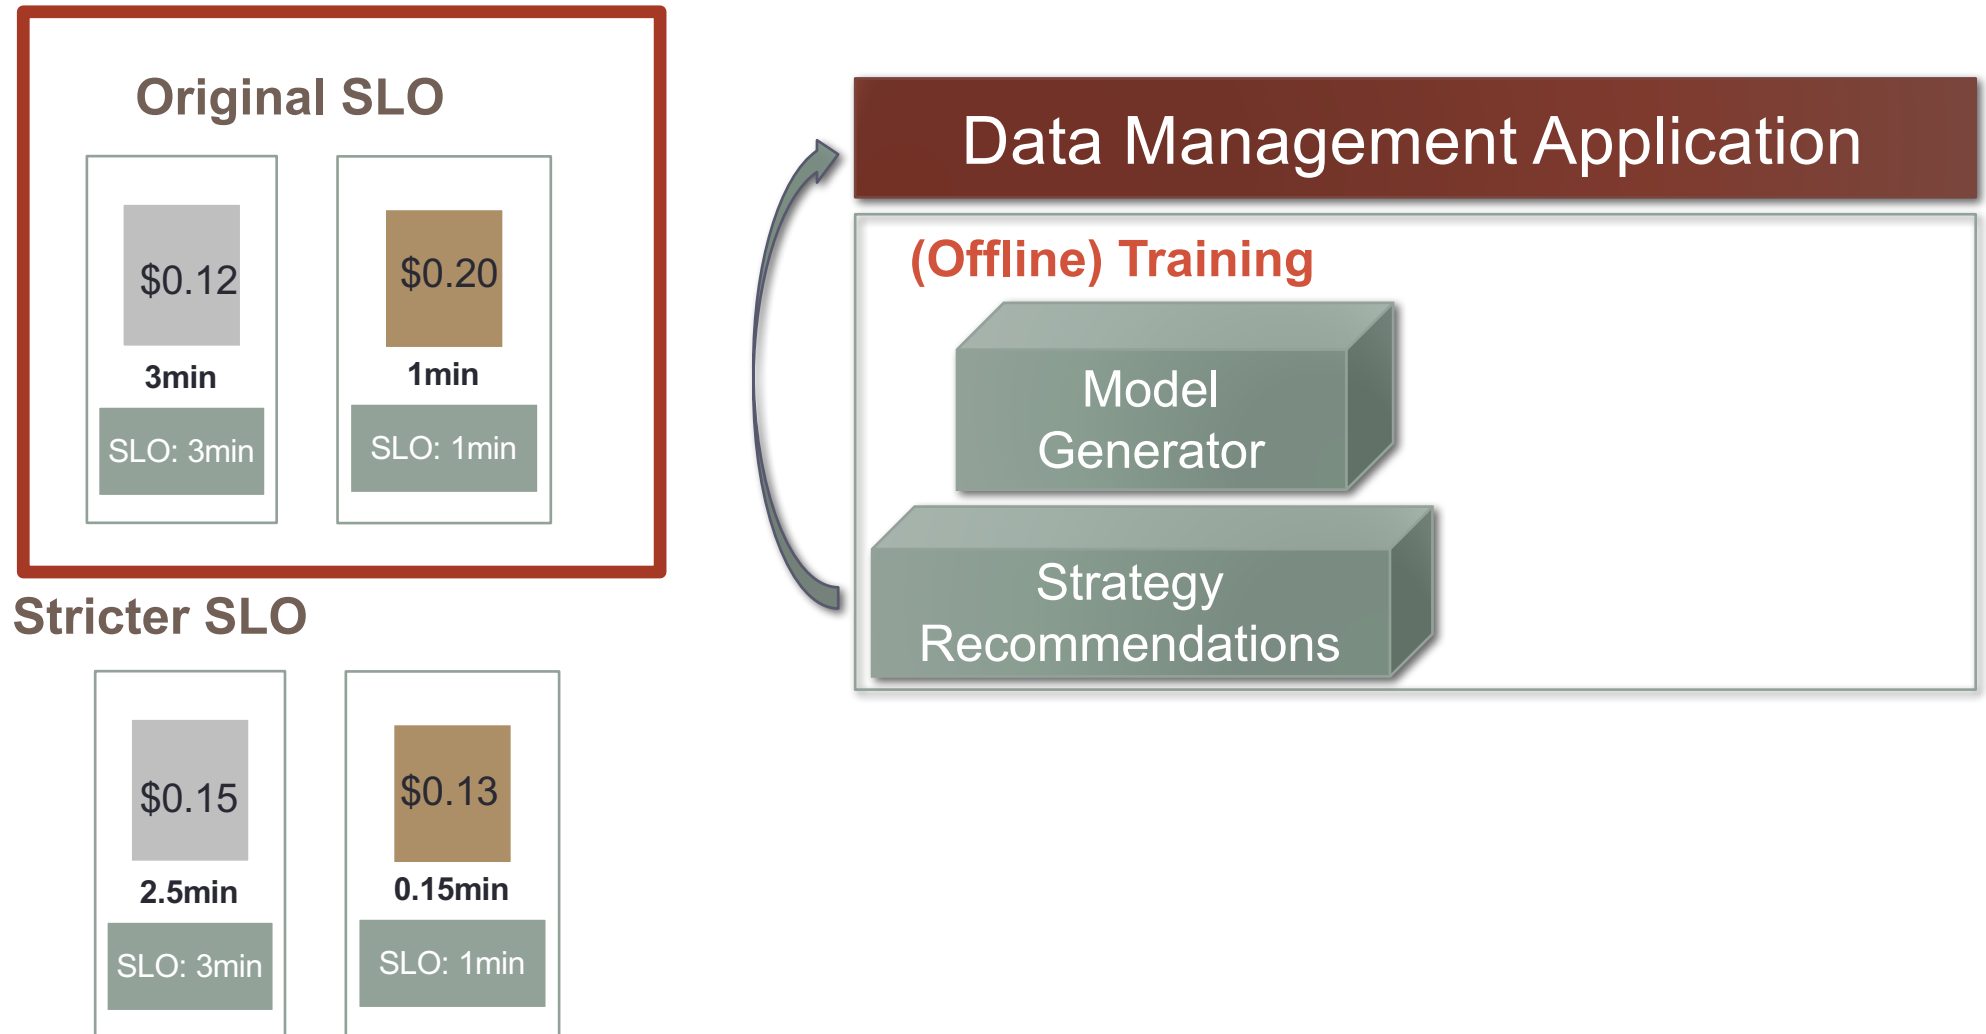 Original SLO
$0.12
3min
SLO: 3min
$0.20
1min
SLO: 1min
Stricter SLO
$0.15
2.5min
SLO: 3min
$0.13
0.15min
SLO: 1min
Data Management Application
(Offline) Training
Model
Generator
Strategy
Recommendations